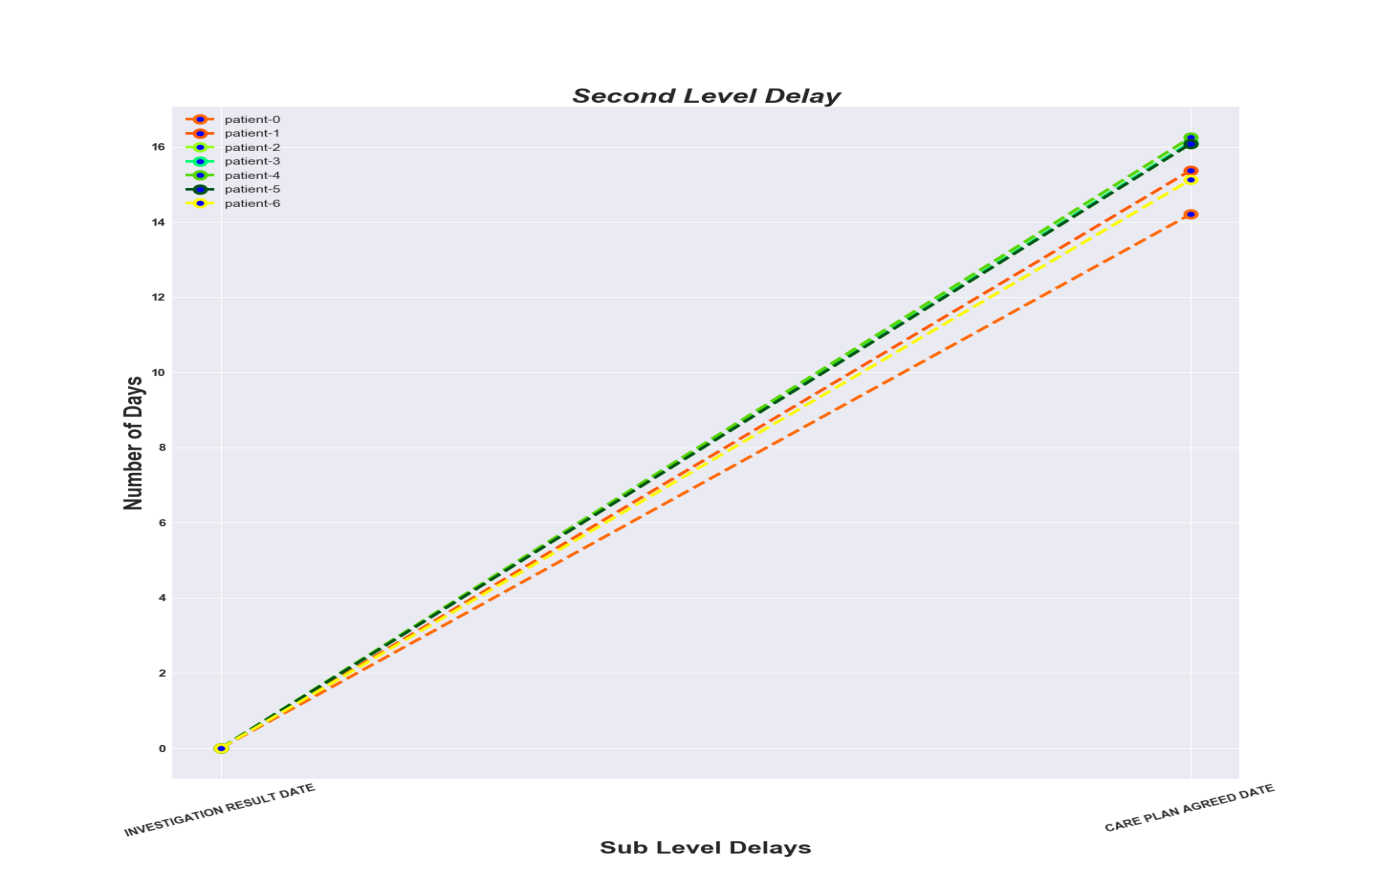 Second Level Delay
patient-0
patient-1
patient-2
patient-3
patient-4
patient-5
patient-6
16
14
12
10
8
6
4
2
0
Number of Days
INVESTIGATION RESULT DATE
CARE PLAN AGREED DATE
Sub Level Delays